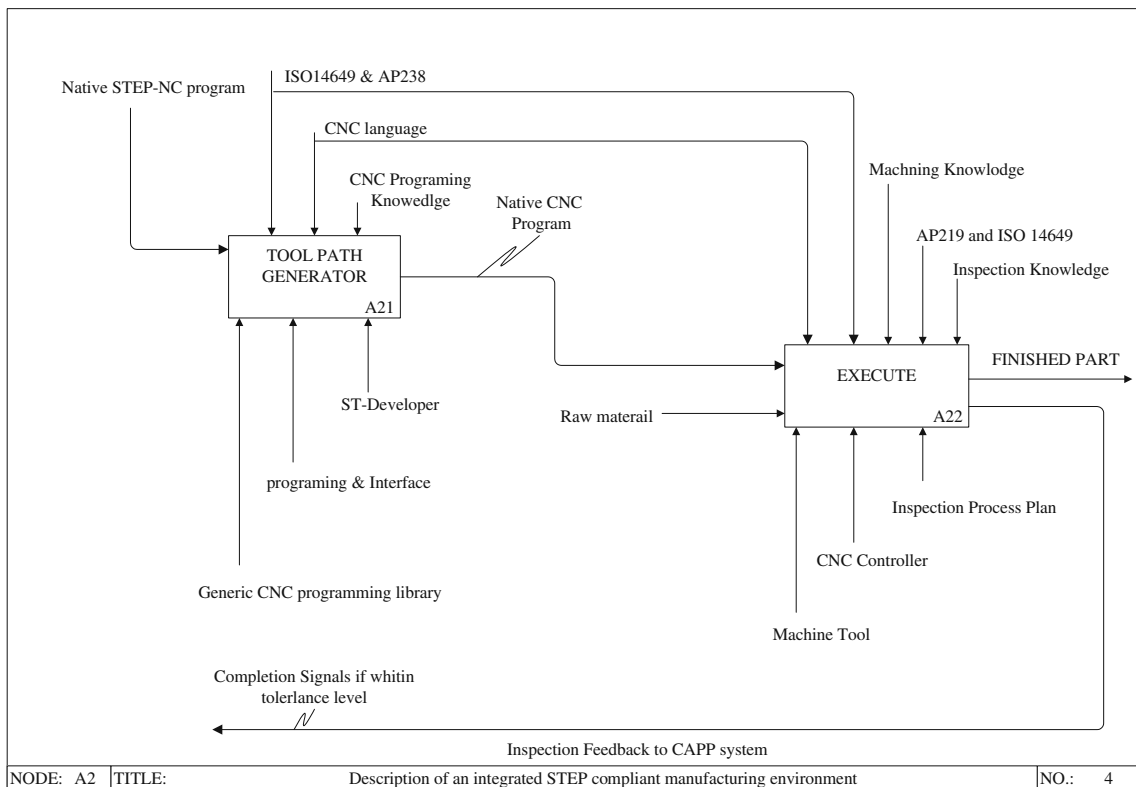 Native STEP-NC program
ISO14649 & AP238
CNC language
CNC Programing
Knowedlge
Native CNC
Program
Machning Knowlodge
AP219 and ISO 14649
Inspection Knowledge
TOOL PATH
GENERATOR
A21
EXECUTE
A22
FINISHED PART
ST-Developer
Raw materail
programing & Interface
Inspection Process Plan
CNC Controller
Generic CNC programming library
Machine Tool
Completion Signals if whitin
tolerlance level
Inspection Feedback to CAPP system
NODE: A2 TITLE: Description of an integrated STEP compliant manufacturing environment NO.: 4